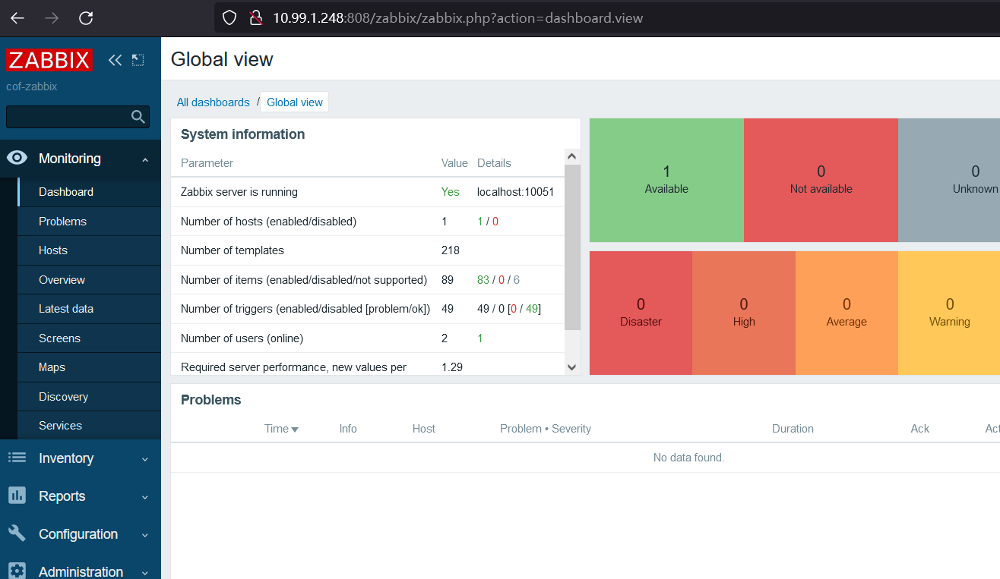 10.99.1.248:808/zabbix/zabbix.php?action=dashboard.view
ZABBIX
cof-zabbix
Monitoring
Dashboard
Problems
Hosts
Overview
Latest data
Screens
Maps
Discovery
Services
Inventory
Reports
Configuration
Administration
Global view
All dashboards / Global view
System information
Parameter Value Details
Zabbix server is running Yes localhost:10051
Number of hosts (enabled/disabled) 1 1 / 0
Number of templates 218
Number of items (enabled/disabled/not supported) 89 83 / 0 / 6
Number of triggers (enabled/disabled [problem/ok]) 49 49 / 0 [0 / 49]
Number of users (online) 2 1
Required server performance, new values per 1.29
1
Available
0
Not available
0
Unknown
0
Disaster
0
High
0
Average
0
Warning
Problems
Time Info Host Problem • Severity Duration Ack Act
No data found.